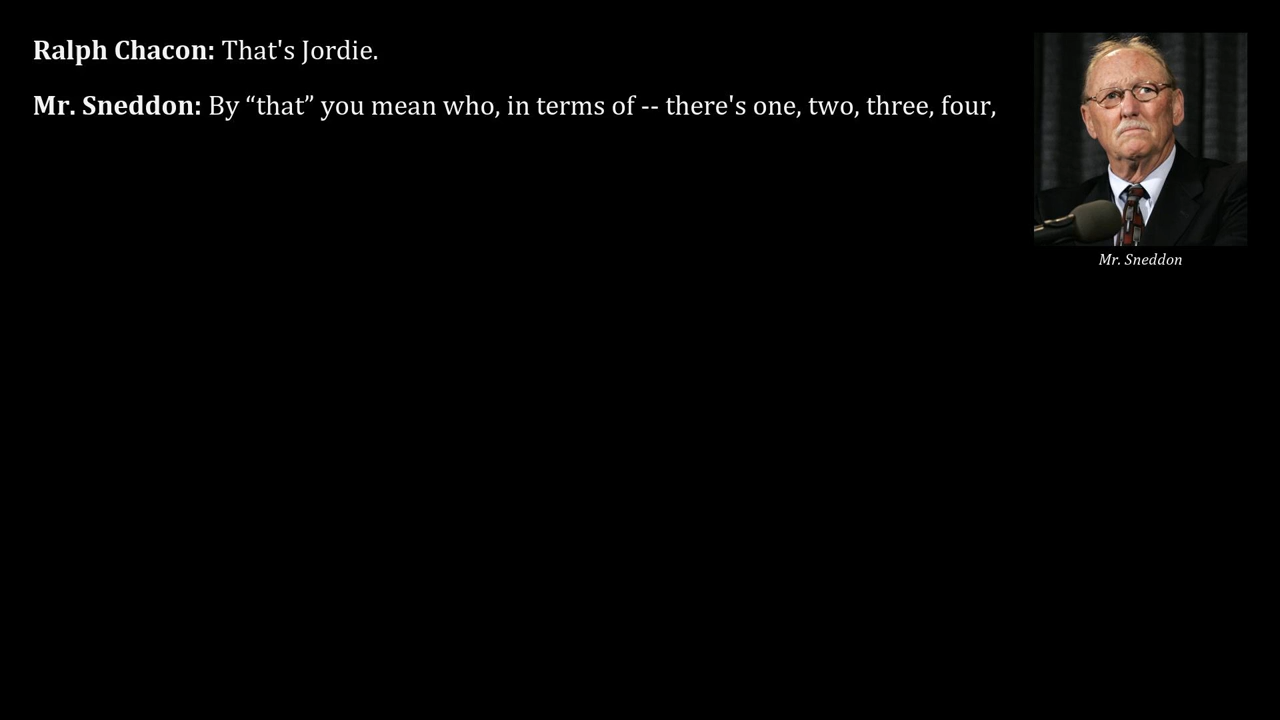 Ralph Chacon: That's Jordie.
Mr. Sneddon: By “that” you mean who, in terms of -- there's one, two, three, four,
Mr. Sneddon